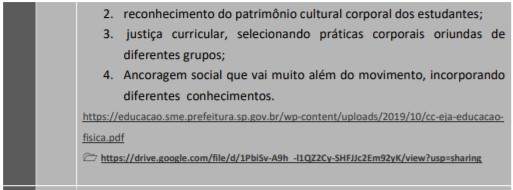 2. reconhecimento do patrimônio cultural corporal dos estudantes;
3. justiça curricular, selecionando práticas corporais oriundas de
diferentes grupos;
4. Ancoragem social que vai muito além do movimento, incorporando
diferentes conhecimentos.
https://educacao.sme.prefeitura.sp.gov.br/wp-content/uploads/2019/10/cc-eja-educacao-
fisica.pdf
https://drive.google.com/file/d/1PbiSv-A9h_-l1QZ2Cy-SHFJJc2Em92yK/view?usp=sharing